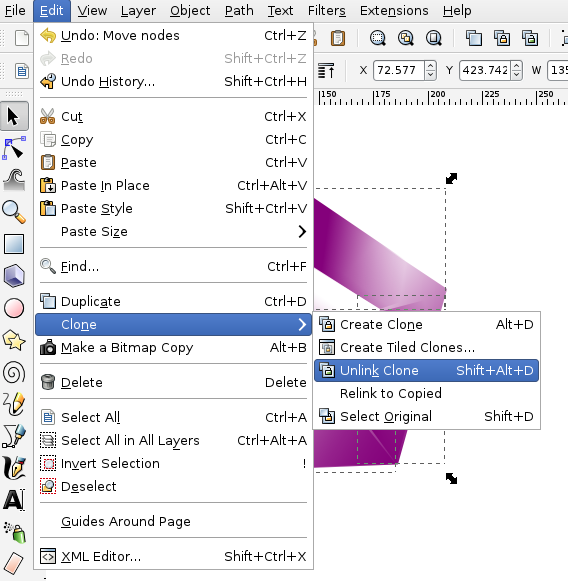 File Edit View Layer Object Path Text Filters Extensions Help
Undo: Move nodes Ctrl+Z
Redo Shift+Ctrl+Z
Undo History... Shift+Ctrl+H
X 72.577 Y 423.742 W 135
150 175 200 225 250
Cut Ctrl+X
Copy Ctrl+C
Paste Ctrl+V
Paste In Place Ctrl+Alt+V
Paste Style Shift+Ctrl+V
Paste Size
Find... Ctrl+F
Duplicate Ctrl+D
Clone
Make a Bitmap Copy Alt+B
Delete Delete
Select All Ctrl+A
Select All in All Layers Ctrl+Alt+A
Invert Selection !
Deselect
Guides Around Page
XML Editor... Shift+Ctrl+X
Create Clone Alt+D
Create Tiled Clones...
Unlink Clone Shift+Alt+D
Relink to Copied
Select Original Shift+D
A